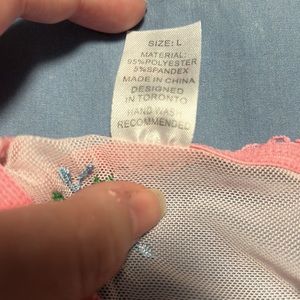 SIZE: L
MATERIAL:
95%POLYESTER
5%SPANDEX
MADE IN CHINA
DESIGNED
IN TORONTO
HAND WASH
RECOMMENDED